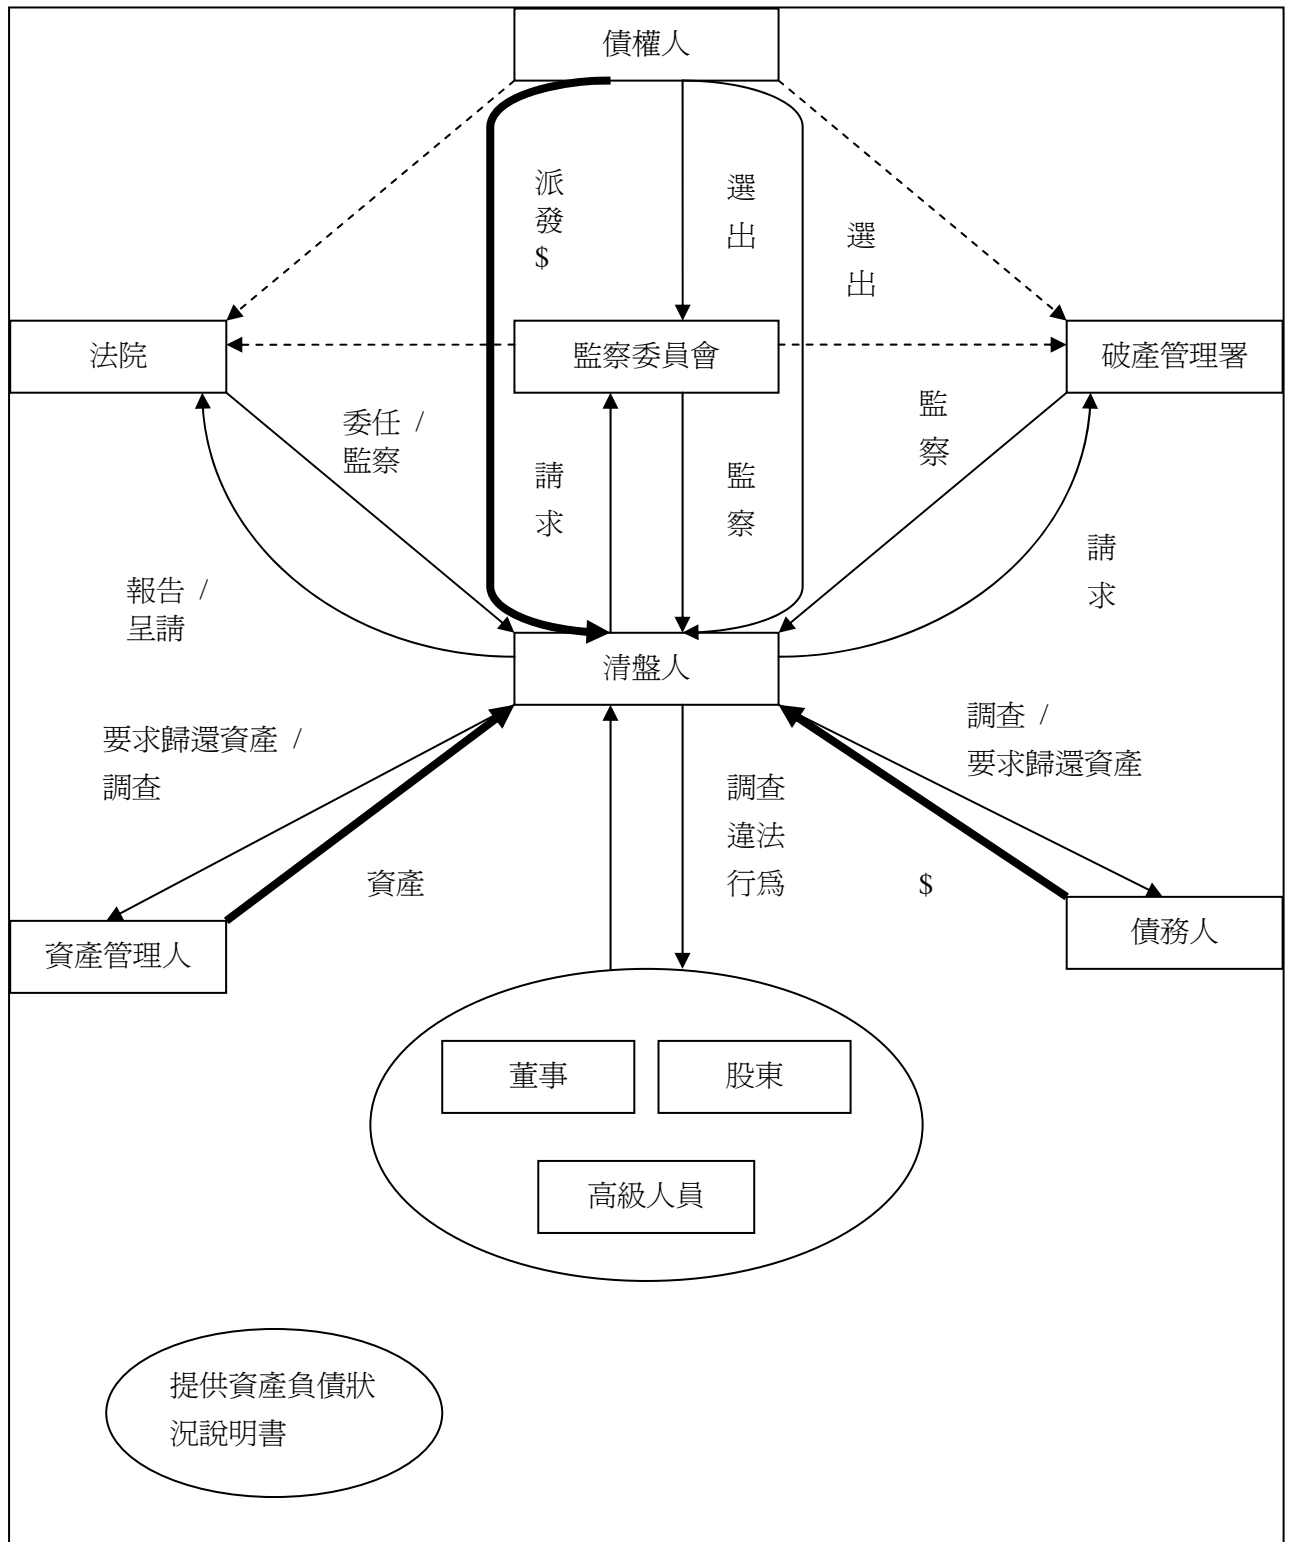 債權人
派
發
$
選
出
選
出
法院
監察委員會
破產管理署
委任 /
監察
請
求
監
察
監
察
請
求
報告 /
呈請
清盤人
要求歸還資產 /
調查
調查 /
要求歸還資產
資產
調查
違法
行爲
$
資產管理人
債務人
董事
股東
高級人員
提供資產負債狀
況說明書